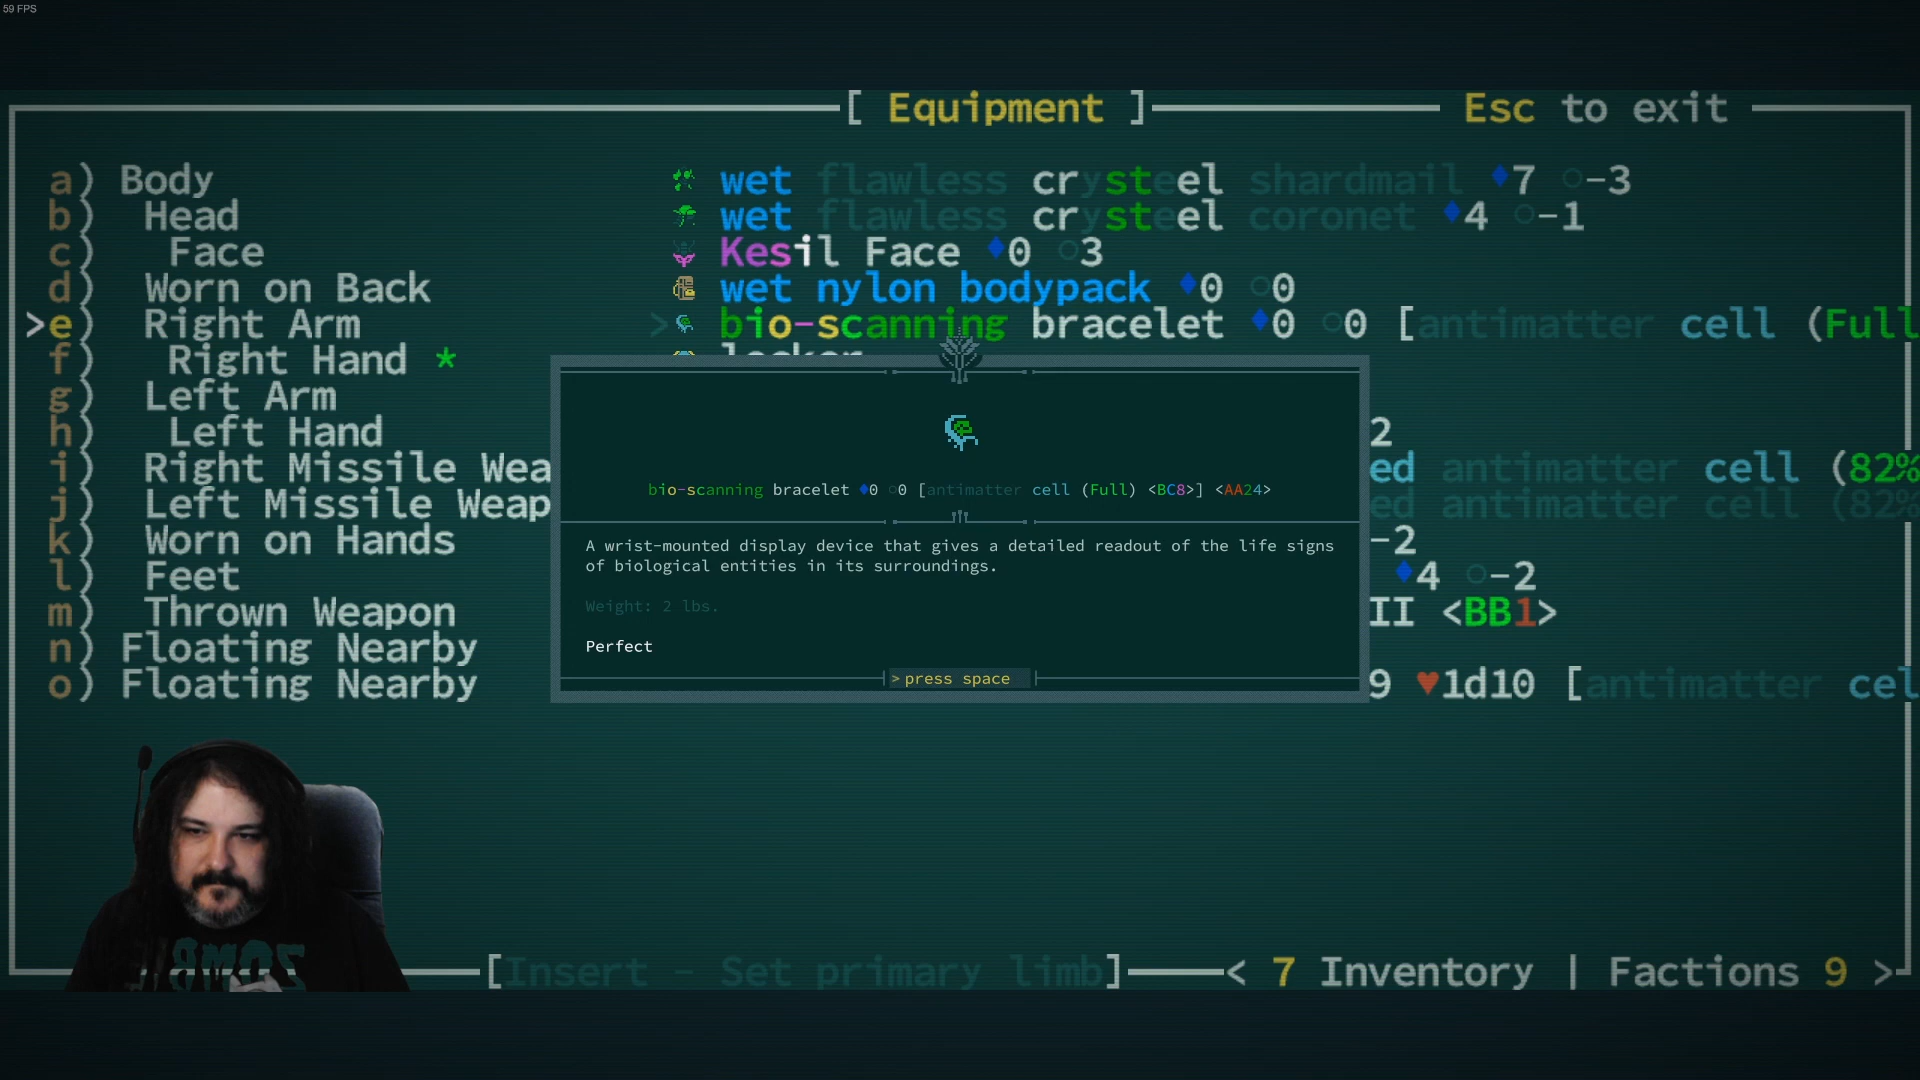 59 FPS
[ Equipment ] Esc to exit
a) Body wet flawless crysteel shardmail ♦7 ○-3
b) Head wet flawless crysteel coronet ♦4 ○-1
c) Face Kesil Face ♦0 ○3
d) Worn on Back wet nylon bodypack ♦0 ○0
>e) Right Arm > bio-scanning bracelet ♦0 ○0 [antimatter cell (Full
f) Right Hand *
g) Left Arm
h) Left Hand 2
i) Right Missile Wea ed antimatter cell (82%
j) Left Missile Weap ed antimatter cell (82%
k) Worn on Hands -2
l) Feet ♦4 ○-2
m) Thrown Weapon II <BB1>
n) Floating Nearby
o) Floating Nearby 9 ♥1d10 [antimatter cel
bio-scanning bracelet ♦0 ○0 [antimatter cell (Full) <BC8>] <AA24>
A wrist-mounted display device that gives a detailed readout of the life signs
of biological entities in its surroundings.
Weight: 2 lbs.
Perfect
> press space
[Insert - Set primary limb] < 7 Inventory | Factions 9 >